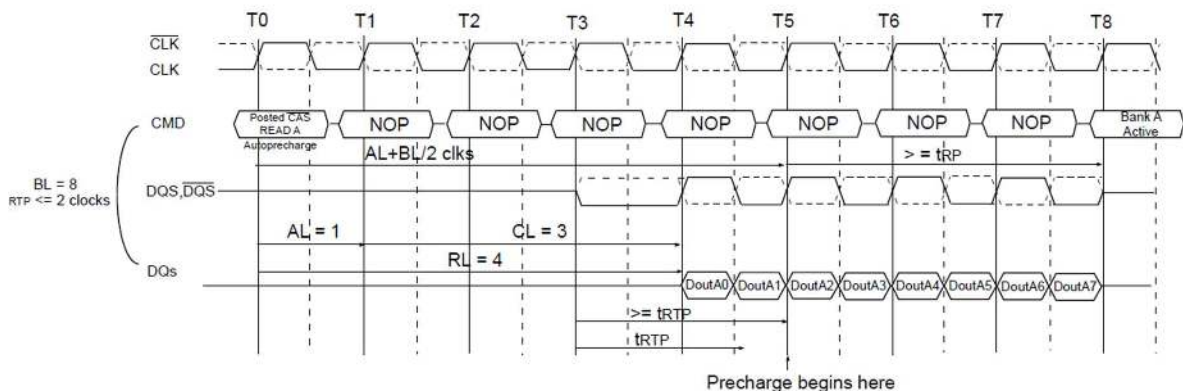 T0 T1 T2 T3 T4 T5 T6 T7 T8
CLK
CLK
CMD
Posted CAS
READ A
Autoprecharge
NOP NOP NOP NOP NOP NOP NOP
Bank A
Active
AL+BL/2 clks
> = tRP
BL = 8
RTP <= 2 clocks
DQS,DQS
AL = 1
CL = 3
RL = 4
DQs
DoutA0 DoutA1 DoutA2 DoutA3 DoutA4 DoutA5 DoutA6 DoutA7
>= tRTP
tRTP
Precharge begins here